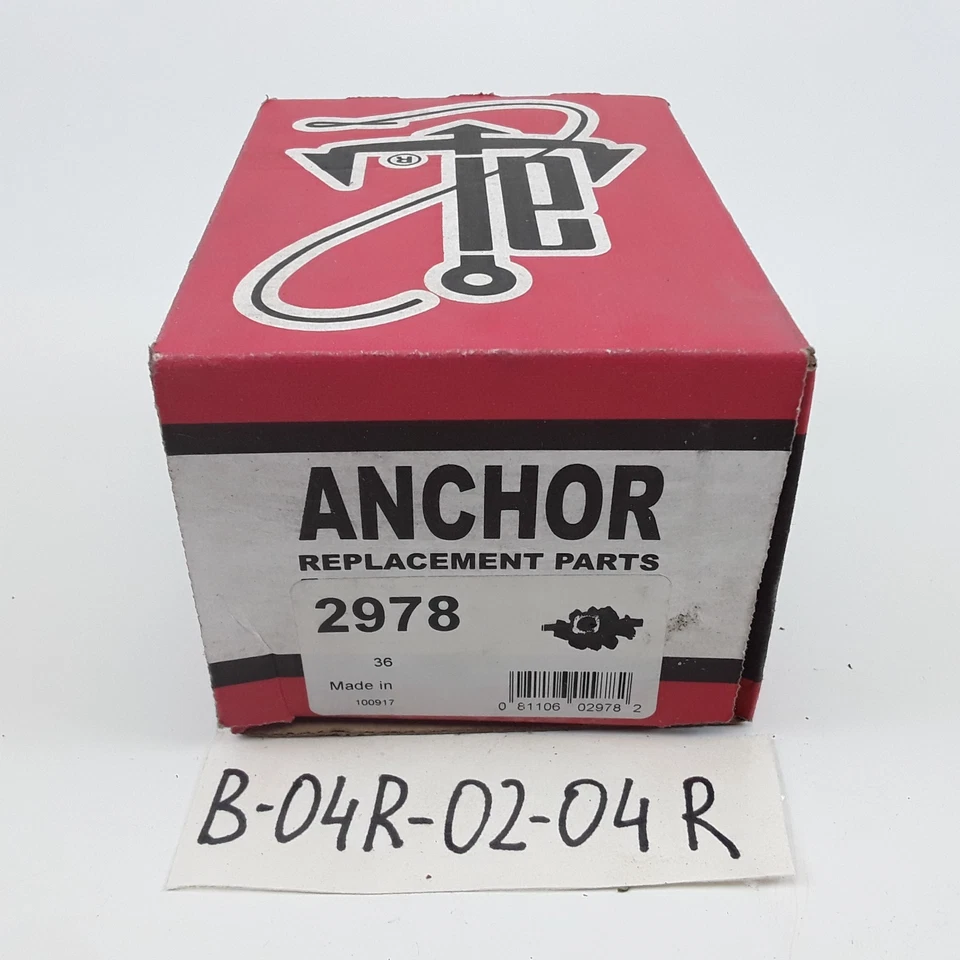 ®
ANCHOR
REPLACEMENT PARTS
2978
36
Made in
100917
0 81106 02978 2
B-04R-02-04 R